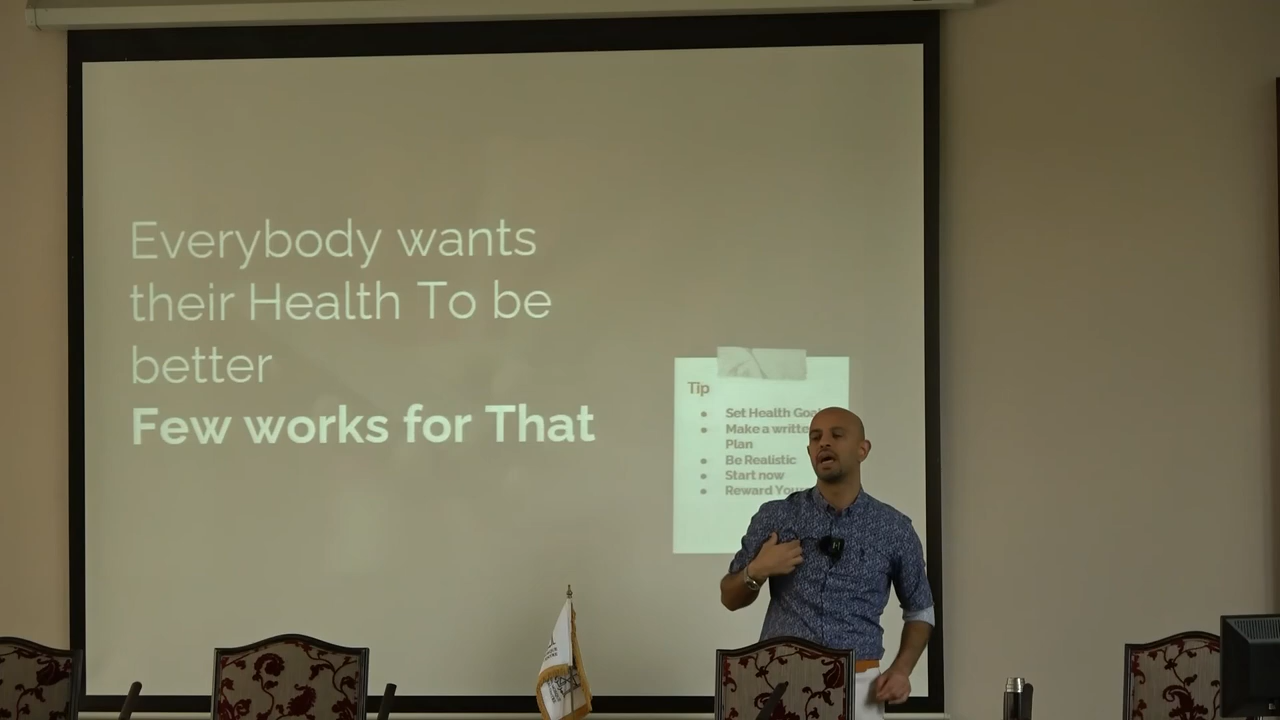 Everybody wants
their Health To be
better
Few works for That
Tip
Set Health
Make a
Plan
Be Realistic
Start now
Reward